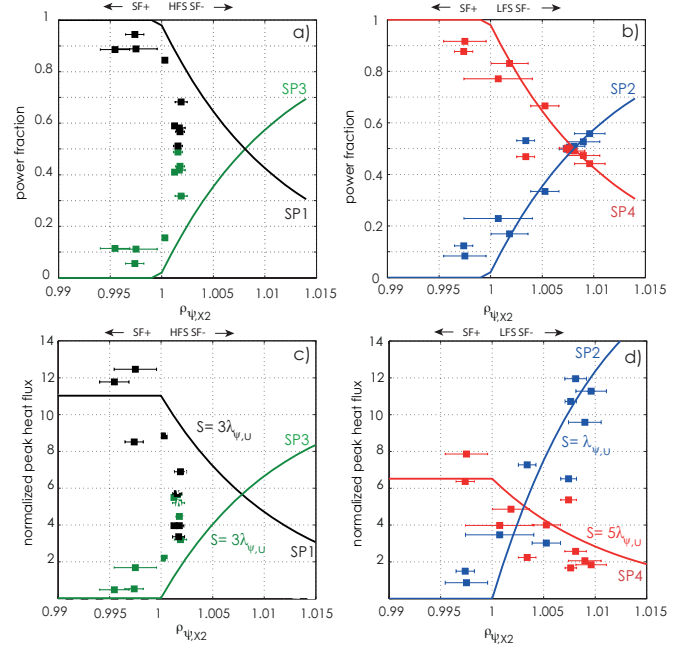 ← SF+ HFS SF- →
a)
power fraction
1
0.8
0.6
0.4
0.2
0
SP3
SP1
0.99 0.995 1 1.005 1.01 1.015
ρψ,X2
← SF+ LFS SF- →
b)
power fraction
1
0.8
0.6
0.4
0.2
0
SP2
SP4
0.99 0.995 1 1.005 1.01 1.015
ρψ,X2
← SF+ HFS SF- →
c)
normalized peak heat flux
14
12
10
8
6
4
2
S= 3λψ,U
SP3
S= 3λψ,U
SP1
0.99 0.995 1 1.005 1.01 1.015
ρψ,X2
← SF+ LFS SF- →
d)
normalized peak heat flux
14
12
10
8
6
4
2
0
SP2
S= λψ,U
S= 5λψ,U
SP4
0.99 0.995 1 1.005 1.01 1.015
ρψ,X2